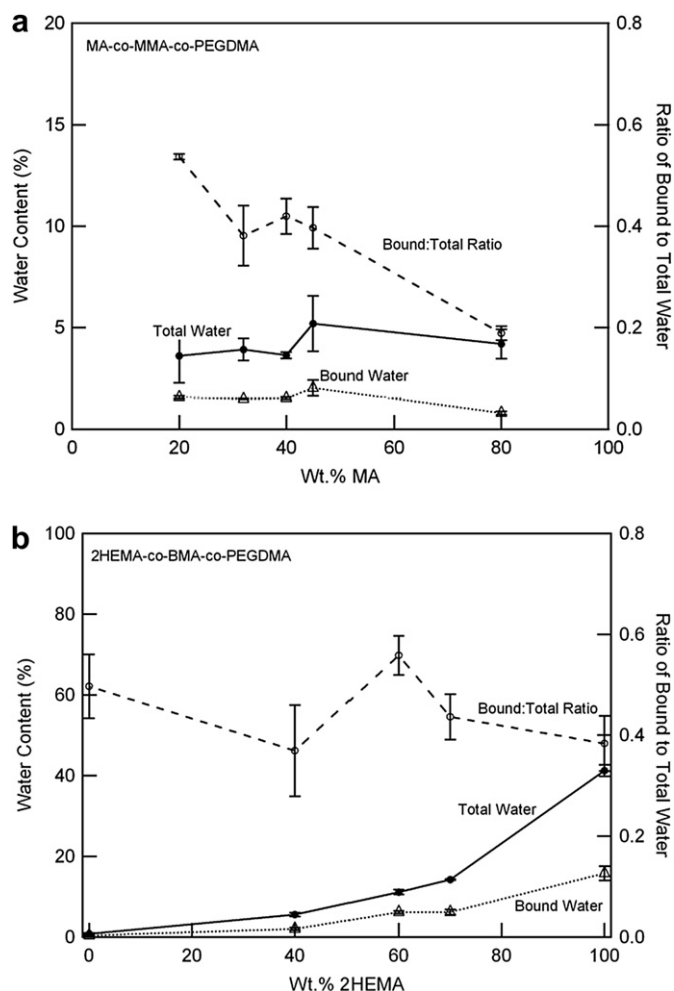 a
MA-co-MMA-co-PEGDMA
20
15
10
5
0
Water Content (%)
0.8
0.6
0.4
0.2
0.0
Ratio of Bound to Total Water
Bound:Total Ratio
Total Water
Bound Water
0 20 40 60 80 100
Wt.% MA
b
2HEMA-co-BMA-co-PEGDMA
100
80
60
40
20
0
Water Content (%)
0.8
0.6
0.4
0.2
0.0
Ratio of Bound to Total Water
Bound:Total Ratio
Total Water
Bound Water
0 20 40 60 80 100
Wt.% 2HEMA